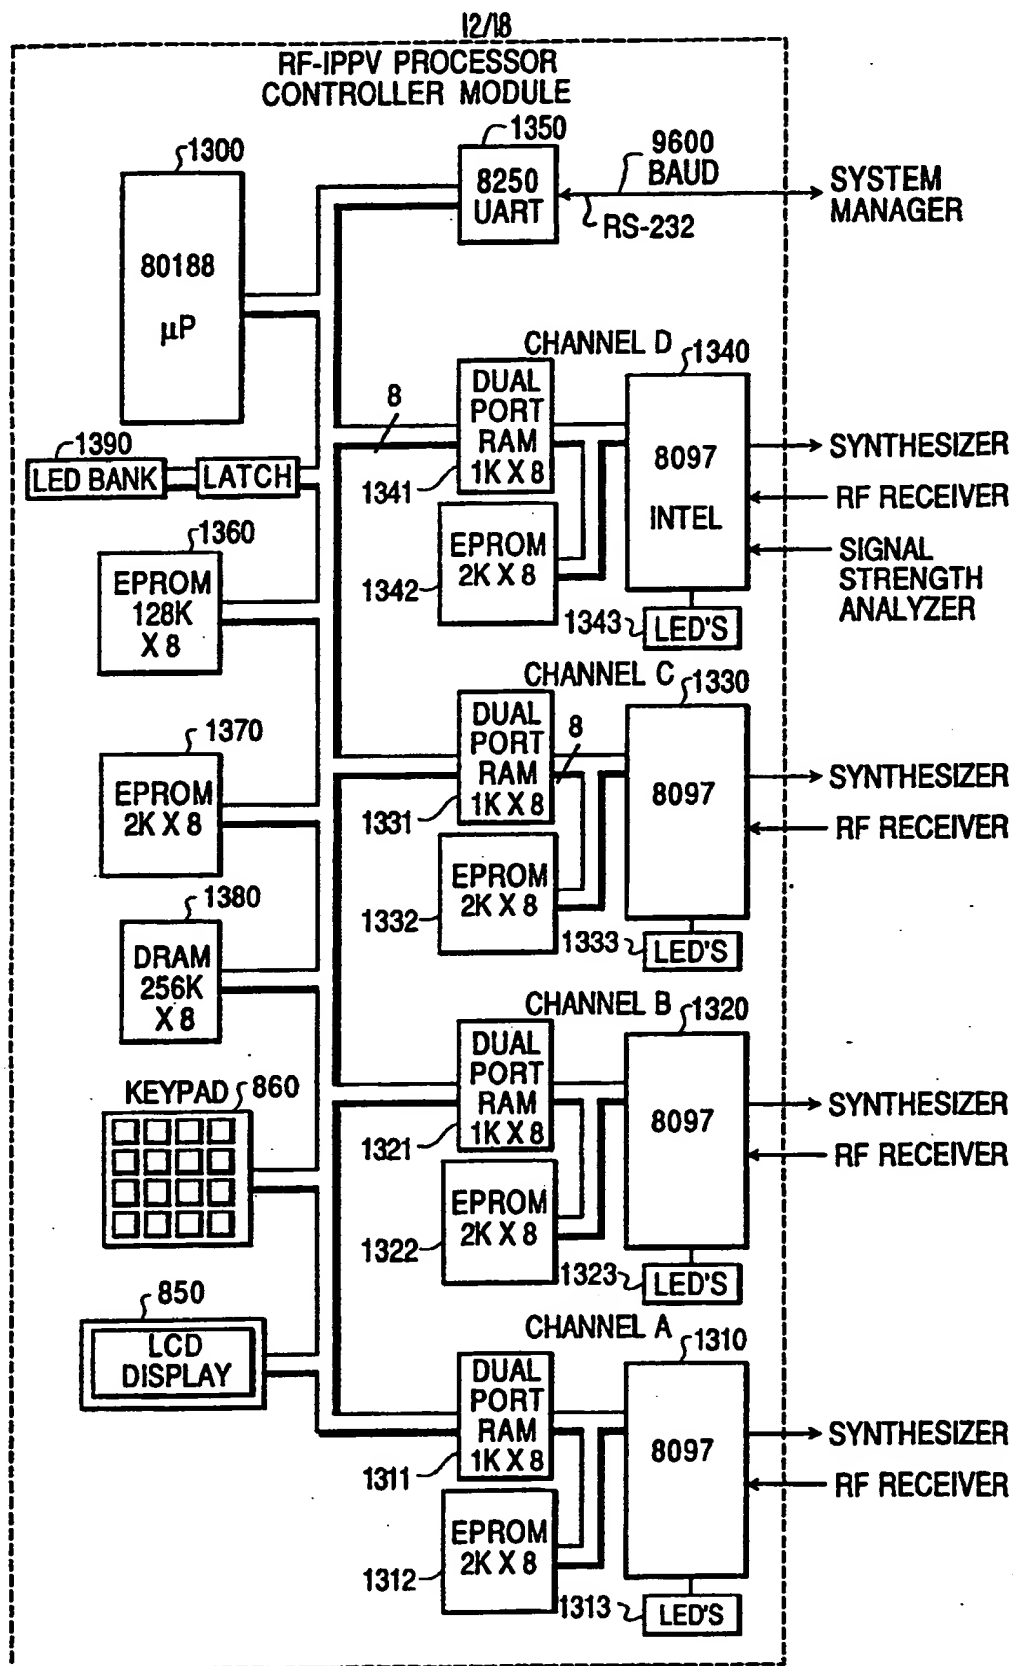 12/18
RF-IPPV PROCESSOR
CONTROLLER MODULE
1300
80188
µP
1350
8250
UART
9600
BAUD
RS-232
SYSTEM
MANAGER
1390
LED BANK
LATCH
8
CHANNEL D
DUAL
PORT
RAM
1K X 8
1341
EPROM
2K X 8
1342
1340
8097
INTEL
1343
LED'S
SYNTHESIZER
RF RECEIVER
SIGNAL
STRENGTH
ANALYZER
1360
EPROM
128K
X 8
CHANNEL C
DUAL
PORT
RAM
1K X 8
8
1331
EPROM
2K X 8
1332
1330
8097
1333
LED'S
SYNTHESIZER
RF RECEIVER
1370
EPROM
2K X 8
1380
DRAM
256K
X 8
CHANNEL B
DUAL
PORT
RAM
1K X 8
1321
EPROM
2K X 8
1322
1320
8097
1323
LED'S
SYNTHESIZER
RF RECEIVER
KEYPAD
860
850
LCD
DISPLAY
CHANNEL A
DUAL
PORT
RAM
1K X 8
1311
EPROM
2K X 8
1312
1310
8097
1313
LED'S
SYNTHESIZER
RF RECEIVER